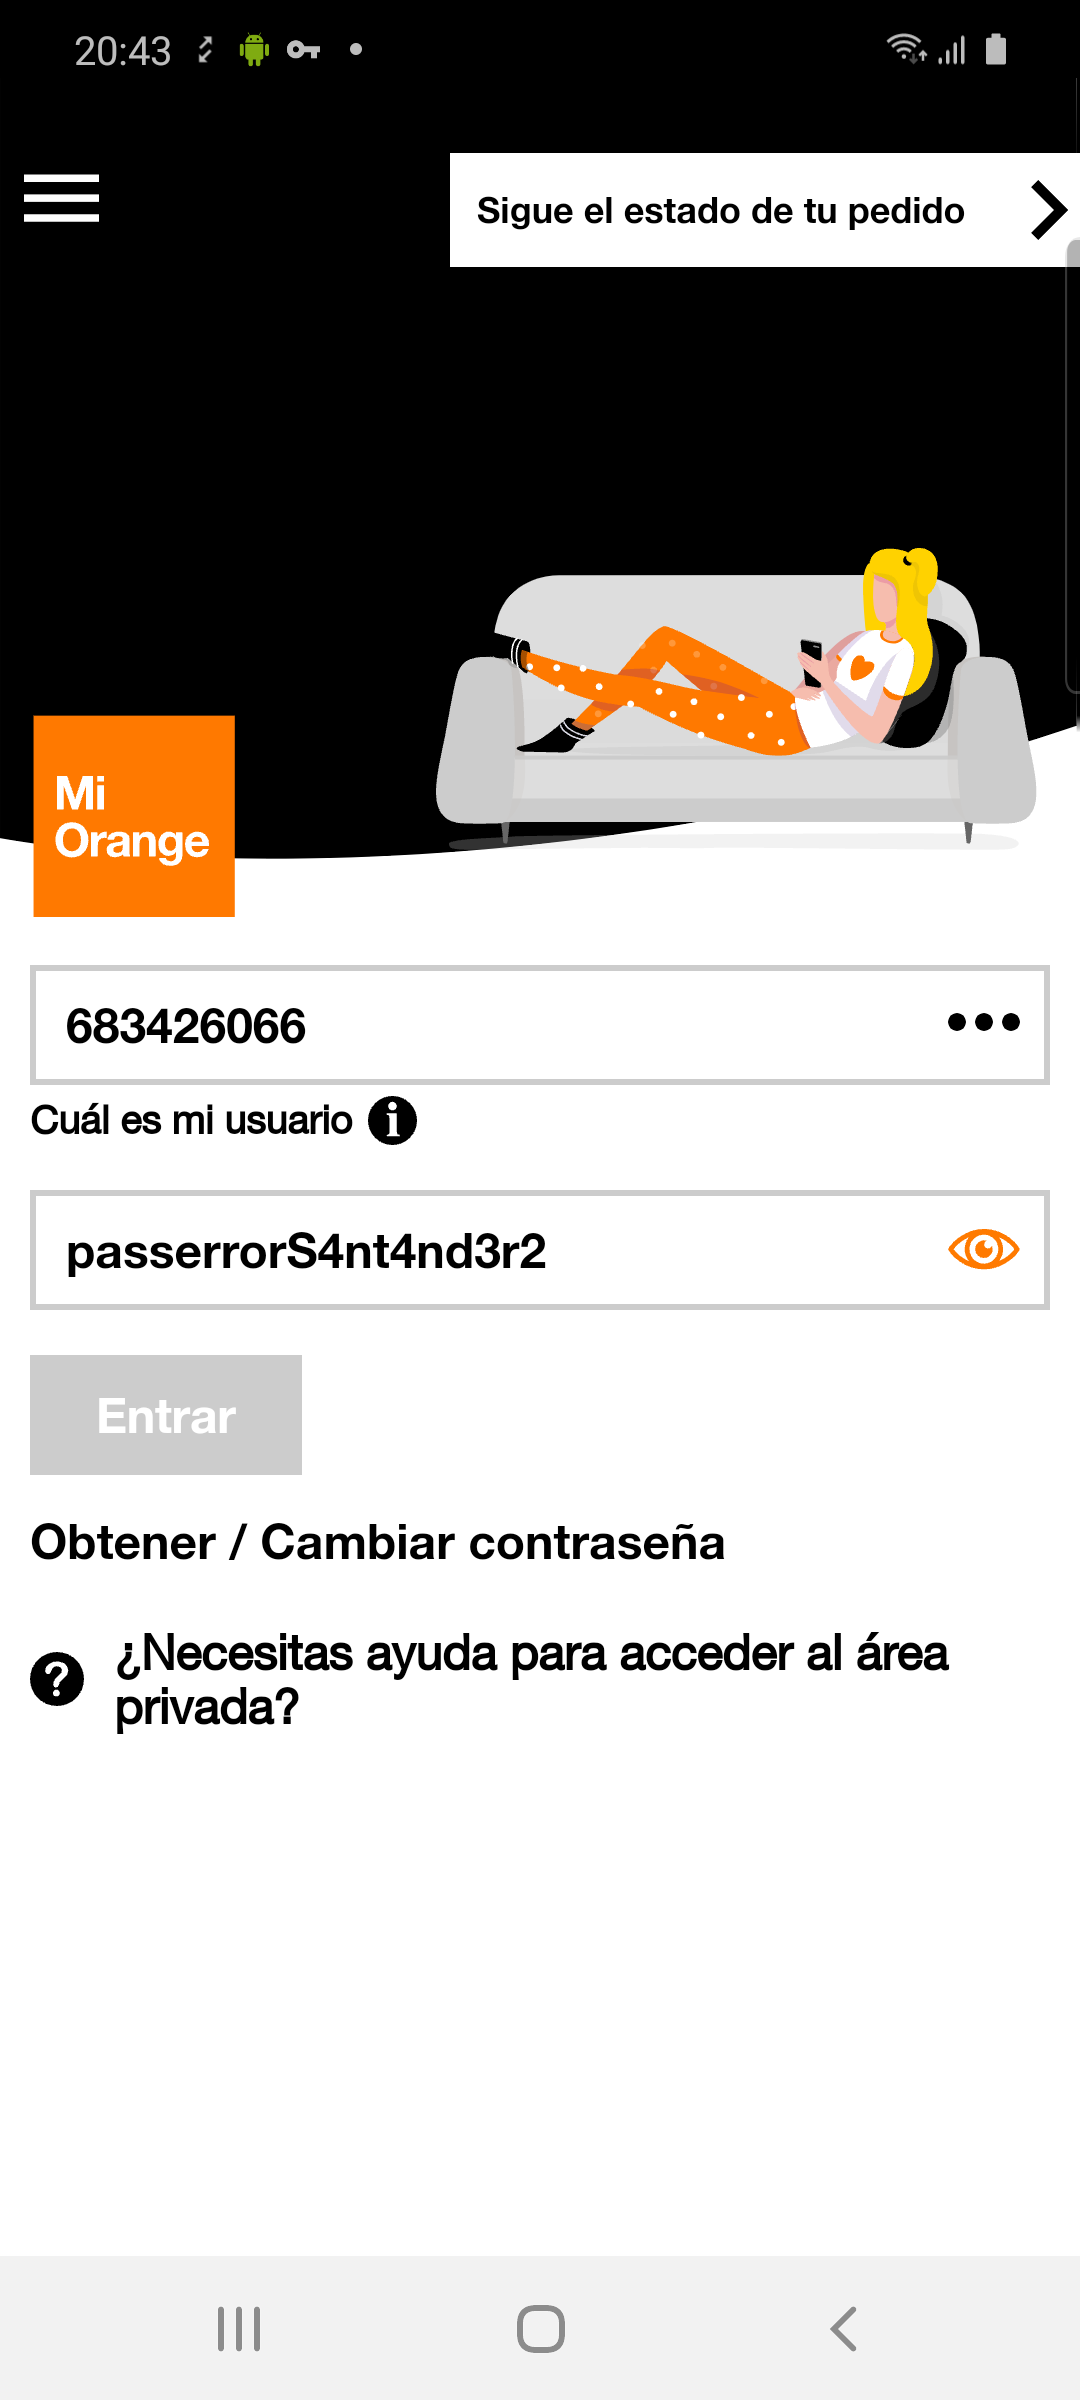 20:43
Sigue el estado de tu pedido
Mi
Orange
683426066
Cuál es mi usuario
passerrorS4nt4nd3r2
Entrar
Obtener / Cambiar contraseña
¿Necesitas ayuda para acceder al área
privada?